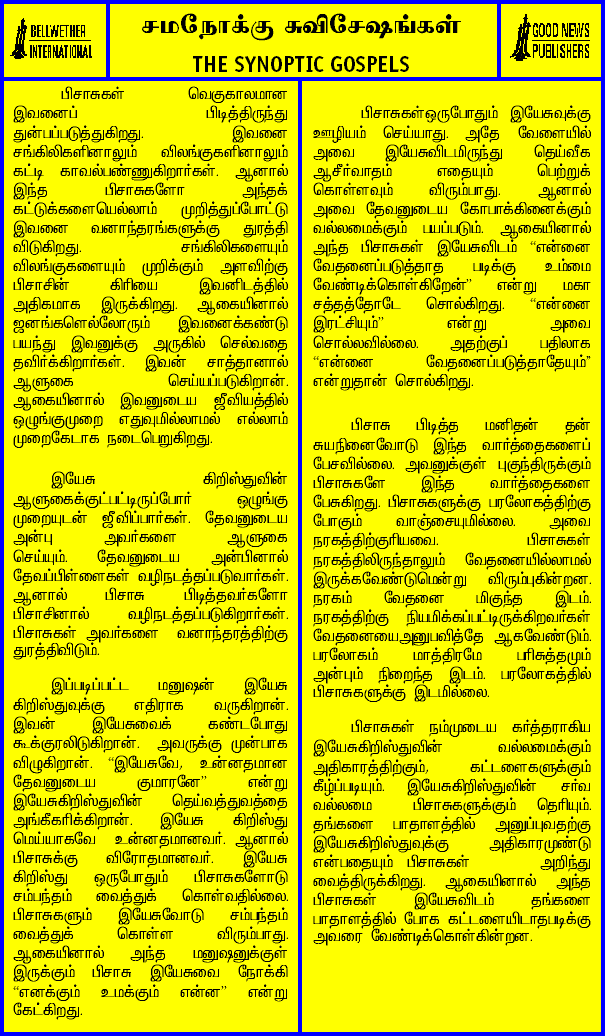 BELLWETHER
INTERNATIONAL
சமநோக்கு சுவிசேஷங்கள்
THE SYNOPTIC GOSPELS
GOOD NEWS
PUBLISHERS
பிசாசுகள் வெகுகாலமான
இவனைப் பிடித்திருந்து
துன்பப்படுத்துகிறது. இவனை
சங்கிலிகளினாலும் விலங்குகளினாலும்
கட்டி காவல்பண்ணுகிறார்கள். ஆனால்
இந்த பிசாசுகளோ அந்தக்
கட்டுக்களையெல்லாம் முறித்துப்போட்டு
இவனை வனாந்தரங்களுக்கு துரத்தி
விடுகிறது. சங்கிலிகளையும்
விலங்குகளையும் முறிக்கும் அளவிற்கு
பிசாசின் கிரியை இவனிடத்தில்
அதிகமாக இருக்கிறது. ஆகையினால்
ஜனங்களெல்லோரும் இவனைக்கண்டு
பயந்து இவனுக்கு அருகில் செல்வதை
தவிர்க்கிறார்கள். இவன் சாத்தானால்
ஆளுகை செய்யப்படுகிறான்.
ஆகையினால் இவனுடைய ஜீவியத்தில்
ஒழுங்குமுறை எதுவுமில்லாமல் எல்லாம்
முறைகேடாக நடைபெறுகிறது.
இயேசு கிறிஸ்துவின்
ஆளுகைக்குட்பட்டிருப்போர் ஒழுங்கு
முறையுடன் ஜீவிப்பார்கள். தேவனுடைய
அன்பு அவர்களை ஆளுகை
செய்யும். தேவனுடைய அன்பினால்
தேவப்பிள்ளைகள் வழிநடத்தப்படுவார்கள்.
ஆனால் பிசாசு பிடித்தவர்களோ
பிசாசினால் வழிநடத்தப்படுகிறார்கள்.
பிசாசுகள் அவர்களை வனாந்தரத்திற்கு
துரத்திவிடும்.
இப்படிப்பட்ட மனுஷன் இயேசு
கிறிஸ்துவுக்கு எதிராக வருகிறான்.
இவன் இயேசுவைக் கண்டபோது
கூக்குரலிடுகிறான். அவருக்கு முன்பாக
விழுகிறான். “இயேசுவே, உன்னதமான
தேவனுடைய குமாரனே” என்று
இயேசுகிறிஸ்துவின் தெய்வத்துவத்தை
அங்கீகரிக்கிறான். இயேசு கிறிஸ்து
மெய்யாகவே உன்னதமானவர். ஆனால்
பிசாசுக்கு விரோதமானவர். இயேசு
கிறிஸ்து ஒருபோதும் பிசாசுகளோடு
சம்பந்தம் வைத்துக் கொள்வதில்லை.
பிசாசுகளும் இயேசுவோடு சம்பந்தம்
வைத்துக் கொள்ள விரும்பாது.
ஆகையினால் அந்த மனுஷனுக்குள்
இருக்கும் பிசாசு இயேசுவை நோக்கி
“எனக்கும் உமக்கும் என்ன” என்று
கேட்கிறது.
பிசாசுகள்ஒருபோதும் இயேசுவுக்கு
ஊழியம் செய்யாது. அதே வேளையில்
அவை இயேசுவிடமிருந்து தெய்வீக
ஆசீர்வாதம் எதையும் பெற்றுக்
கொள்ளவும் விரும்பாது. ஆனால்
அவை தேவனுடைய கோபாக்கினைக்கும்
வல்லமைக்கும் பயப்படும். ஆகையினால்
அந்த பிசாசுகள் இயேசுவிடம் “என்னை
வேதனைப்படுத்தாத படிக்கு உம்மை
வேண்டிக்கொள்கிறேன்” என்று மகா
சத்தத்தோடே சொல்கிறது. “என்னை
இரட்சியும்” என்று அவை
சொல்லவில்லை. அதற்குப் பதிலாக
“என்னை வேதனைப்படுத்தாதேயும்”
என்றுதான் சொல்கிறது.
பிசாசு பிடித்த மனிதன் தன்
சுயநினைவோடு இந்த வார்த்தைகளைப்
பேசவில்லை. அவனுக்குள் புகுந்திருக்கும்
பிசாசுகளே இந்த வார்த்தைகளை
பேசுகிறது. பிசாசுகளுக்கு பரலோகத்திற்கு
போகும் வாஞ்சையுமில்லை. அவை
நரகத்திற்குரியவை. பிசாசுகள்
நரகத்திலிருந்தாலும் வேதனையில்லாமல்
இருக்கவேண்டுமென்று விரும்புகின்றன.
நரகம் வேதனை மிகுந்த இடம்.
நரகத்திற்கு நியமிக்கப்பட்டிருக்கிறவர்கள்
வேதனையைஅனுபவித்தே ஆகவேண்டும்.
பரலோகம் மாத்திரமே பரிசுத்தமும்
அன்பும் நிறைந்த இடம். பரலோகத்தில்
பிசாசுகளுக்கு இடமில்லை.
பிசாசுகள் நம்முடைய கர்த்தராகிய
இயேசுகிறிஸ்துவின் வல்லமைக்கும்
அதிகாரத்திற்கும், கட்டளைகளுக்கும்
கீழ்ப்படியும். இயேசுகிறிஸ்துவின் சர்வ
வல்லமை பிசாசுகளுக்கும் தெரியும்.
தங்களை பாதாளத்தில் அனுப்புவதற்கு
இயேசுகிறிஸ்துவுக்கு அதிகாரமுண்டு
என்பதையும் பிசாசுகள் அறிந்து
வைத்திருக்கிறது. ஆகையினால் அந்த
பிசாசுகள் இயேசுவிடம் தங்களை
பாதாளத்தில் போக கட்டளையிடாதபடிக்கு
அவரை வேண்டிக்கொள்கின்றன.